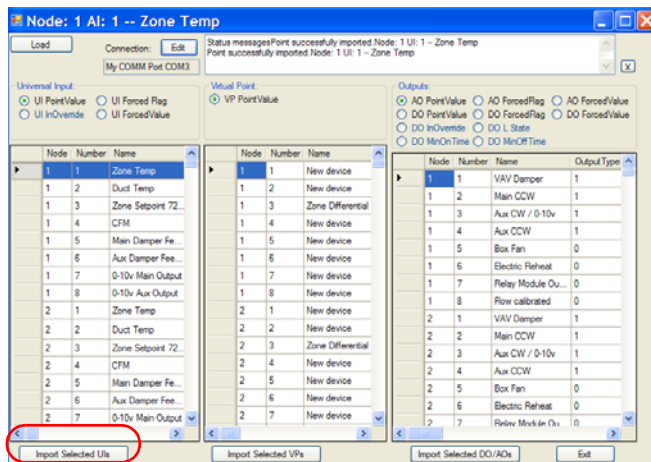 Node: 1 AI: 1 -- Zone Temp
Load
Connection:
Edit
My COMM Port COM3
Status messagesPoint successfully imported.Node: 1 UI: 1 -- Zone Temp
Point successfully imported.Node: 1 UI: 1 -- Zone Temp
X
Universal Input:
UI PointValue UI Forced Flag
UI InOverride UI ForcedValue
Virtual Point:
VP PointValue
Outputs:
AO PointValue AO ForcedFlag AO ForcedValue
DO PointValue DO ForcedFlag DO ForcedValue
DO InOverride DO L State
DO MinOnTime DO MinOffTime
Node Number Name
1 1 Zone Temp
1 2 Duct Temp
1 3 Zone Setpoint 72...
1 4 CFM
1 5 Main Damper Fe...
1 6 Aux Damper Fee...
1 7 0-10v Main Output
1 8 0-10v Aux Output
2 1 Zone Temp
2 2 Duct Temp
2 3 Zone Setpoint 72...
2 4 CFM
2 5 Main Damper Fe...
2 6 Aux Damper Fee...
2 7 0-10v Main Output
Import Selected UIs
Node Number Name
1 1 New device
1 2 New device
1 3 Zone Differential
1 4 New device
1 5 New device
1 6 New device
1 7 New device
1 8 New device
2 1 New device
2 2 New device
2 3 Zone Differential
2 4 New device
2 5 New device
2 6 New device
2 7 New device
Import Selected VPs
Node Number Name OutputType
1 1 VAV Damper 1
1 2 Main CCW 1
1 3 Aux CW / 0-10v 1
1 4 Aux CCW 1
1 5 Box Fan 0
1 6 Electric Reheat 0
1 7 Relay Module Ou... 0
1 8 Flow calibrated 0
2 1 VAV Damper 1
2 2 Main CCW 1
2 3 Aux CW / 0-10v 1
2 4 Aux CCW 1
2 5 Box Fan 0
2 6 Electric Reheat 0
2 7 Relay Module Ou... 0
Import Selected DO/AOs
Exit